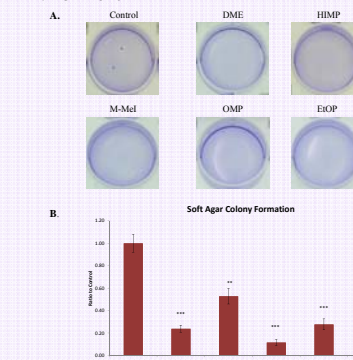 A.
Control DME HIMP
M-MeI OMP EtOP
B.
Soft Agar Colony Formation
1.20
1.00
0.80
0.60
0.40
0.20
0.00
Ratio to Control
***
**
***
***